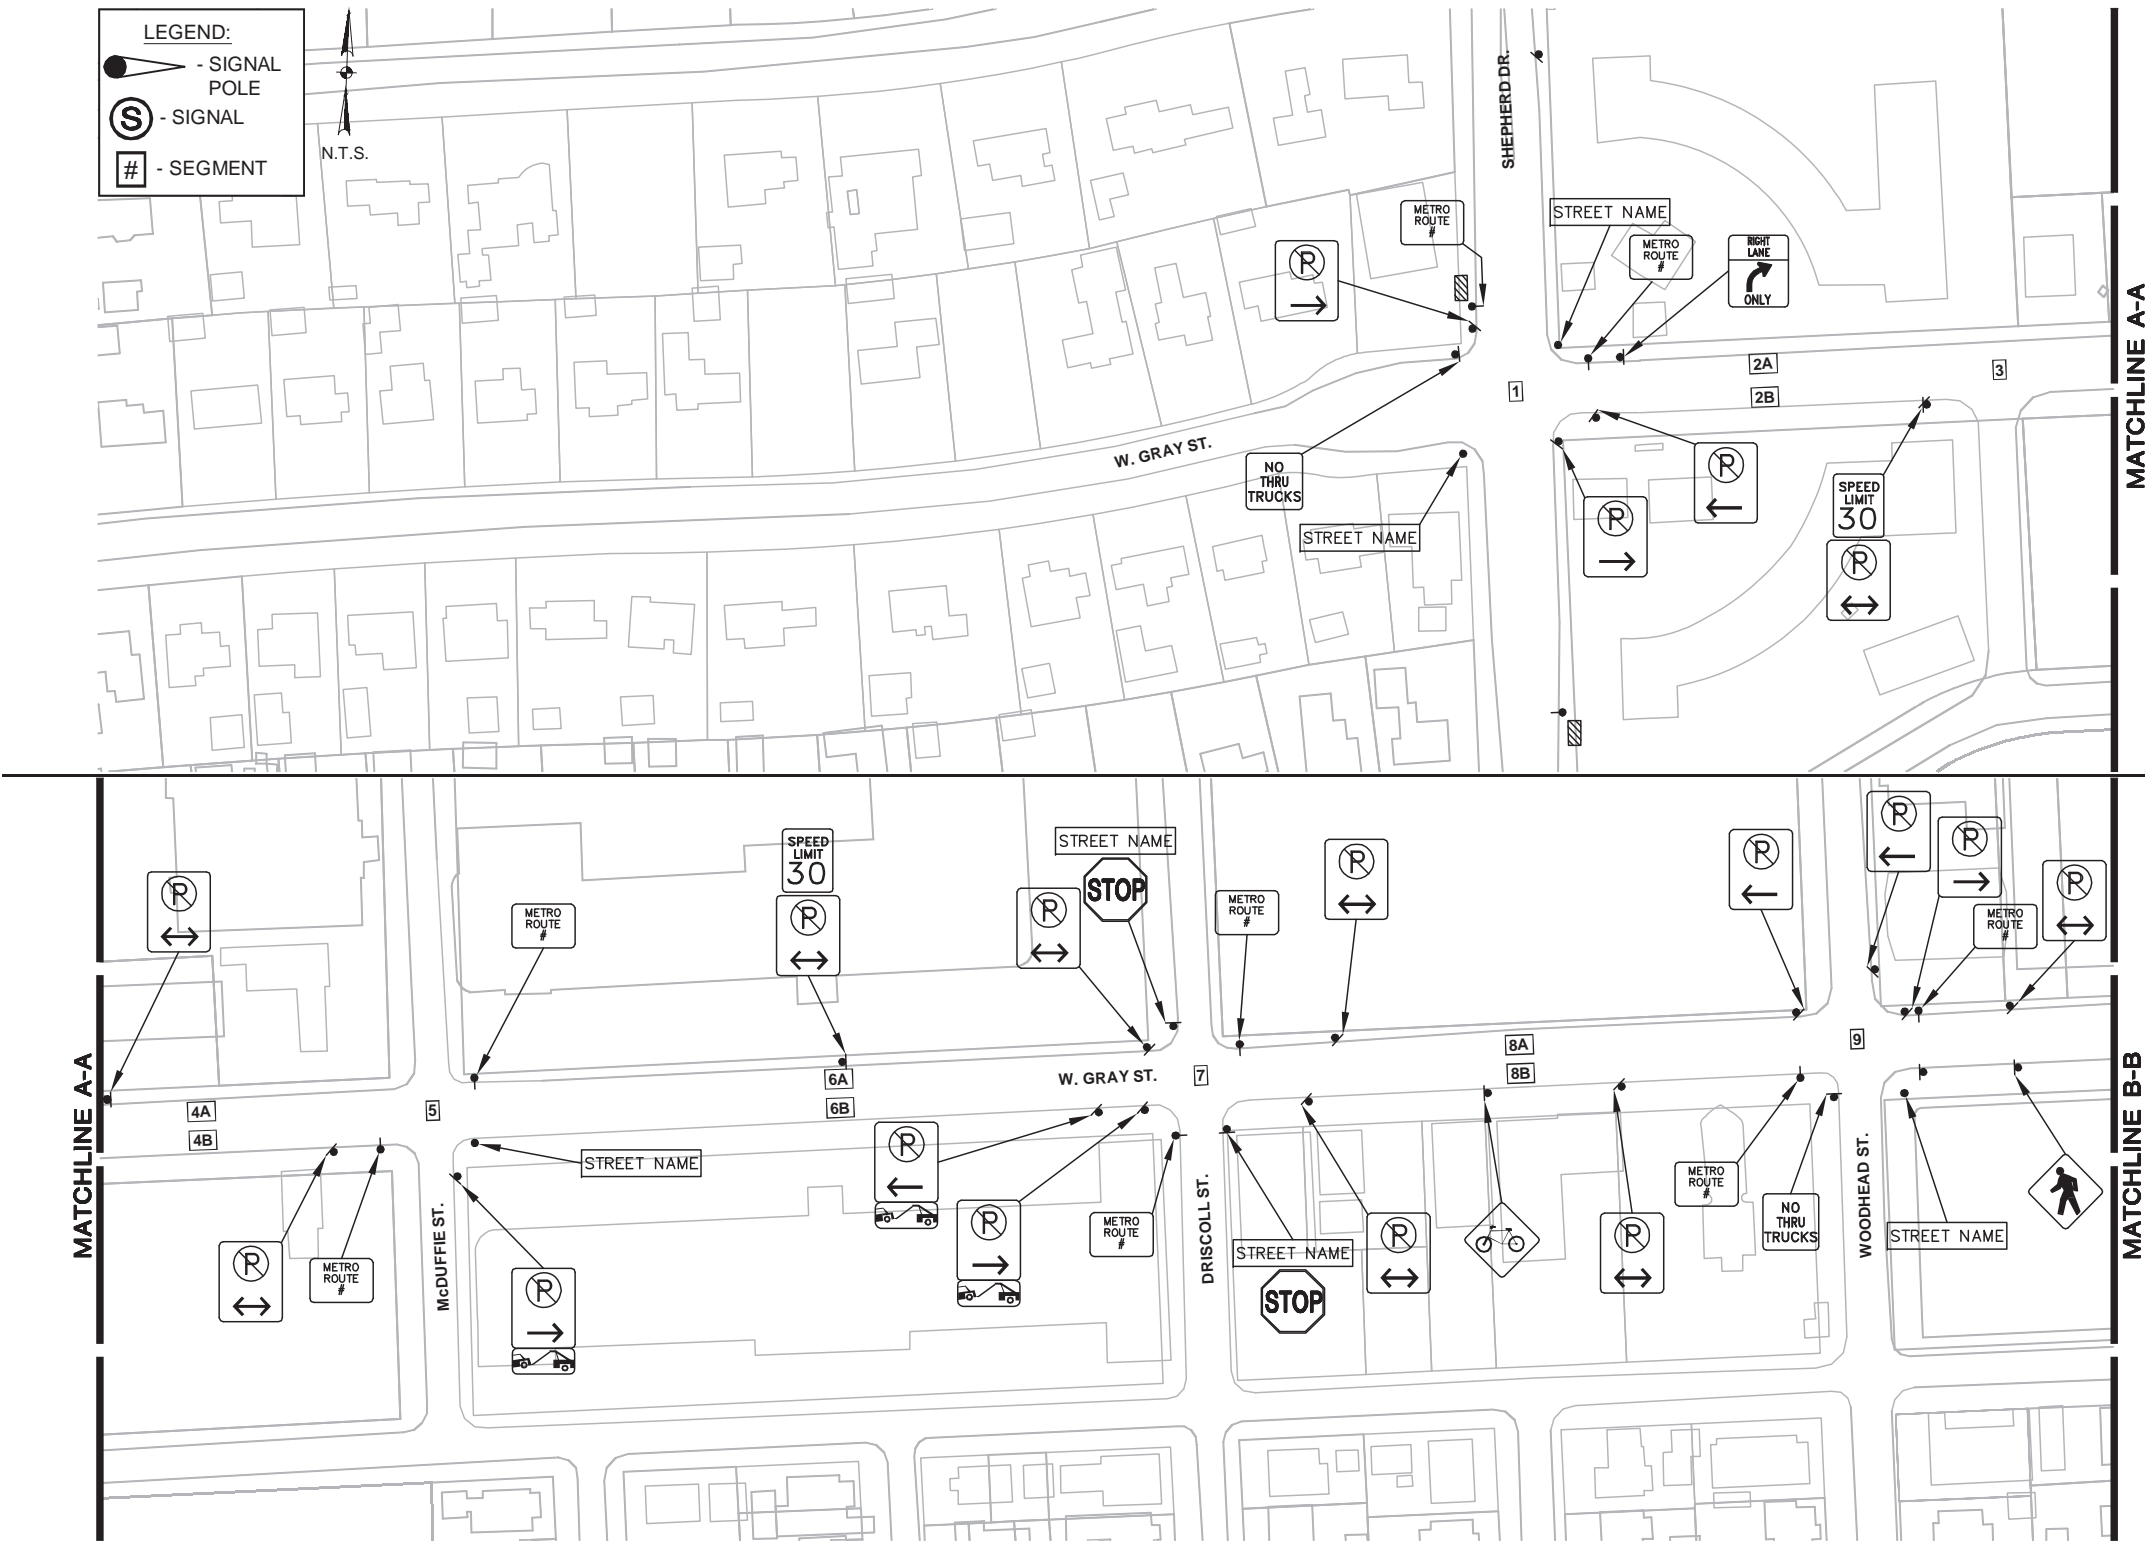 LEGEND:
- SIGNAL
POLE
S - SIGNAL
# - SEGMENT
N.T.S.
SHEPHERD DR.
METRO
ROUTE
#
P
STREET NAME
METRO
ROUTE
#
RIGHT
LANE
ONLY
MATCHLINE A-A
1
2A
2B
3
W. GRAY ST.
NO
THRU
TRUCKS
STREET NAME
P
P
SPEED
LIMIT
30
P
MATCHLINE A-A
P
4A
4B
5
METRO
ROUTE
#
SPEED
LIMIT
30
P
P
STREET NAME
STOP
METRO
ROUTE
#
P
P
P
P
METRO
ROUTE
#
P
6A
6B
W. GRAY ST.
7
8A
8B
9
MATCHLINE B-B
P
METRO
ROUTE
#
McDUFFIE ST.
P
STREET NAME
P
P
METRO
ROUTE
#
DRISCOLL ST.
STREET NAME
STOP
P
P
METRO
ROUTE
#
NO
THRU
TRUCKS
WOODHEAD ST.
STREET NAME